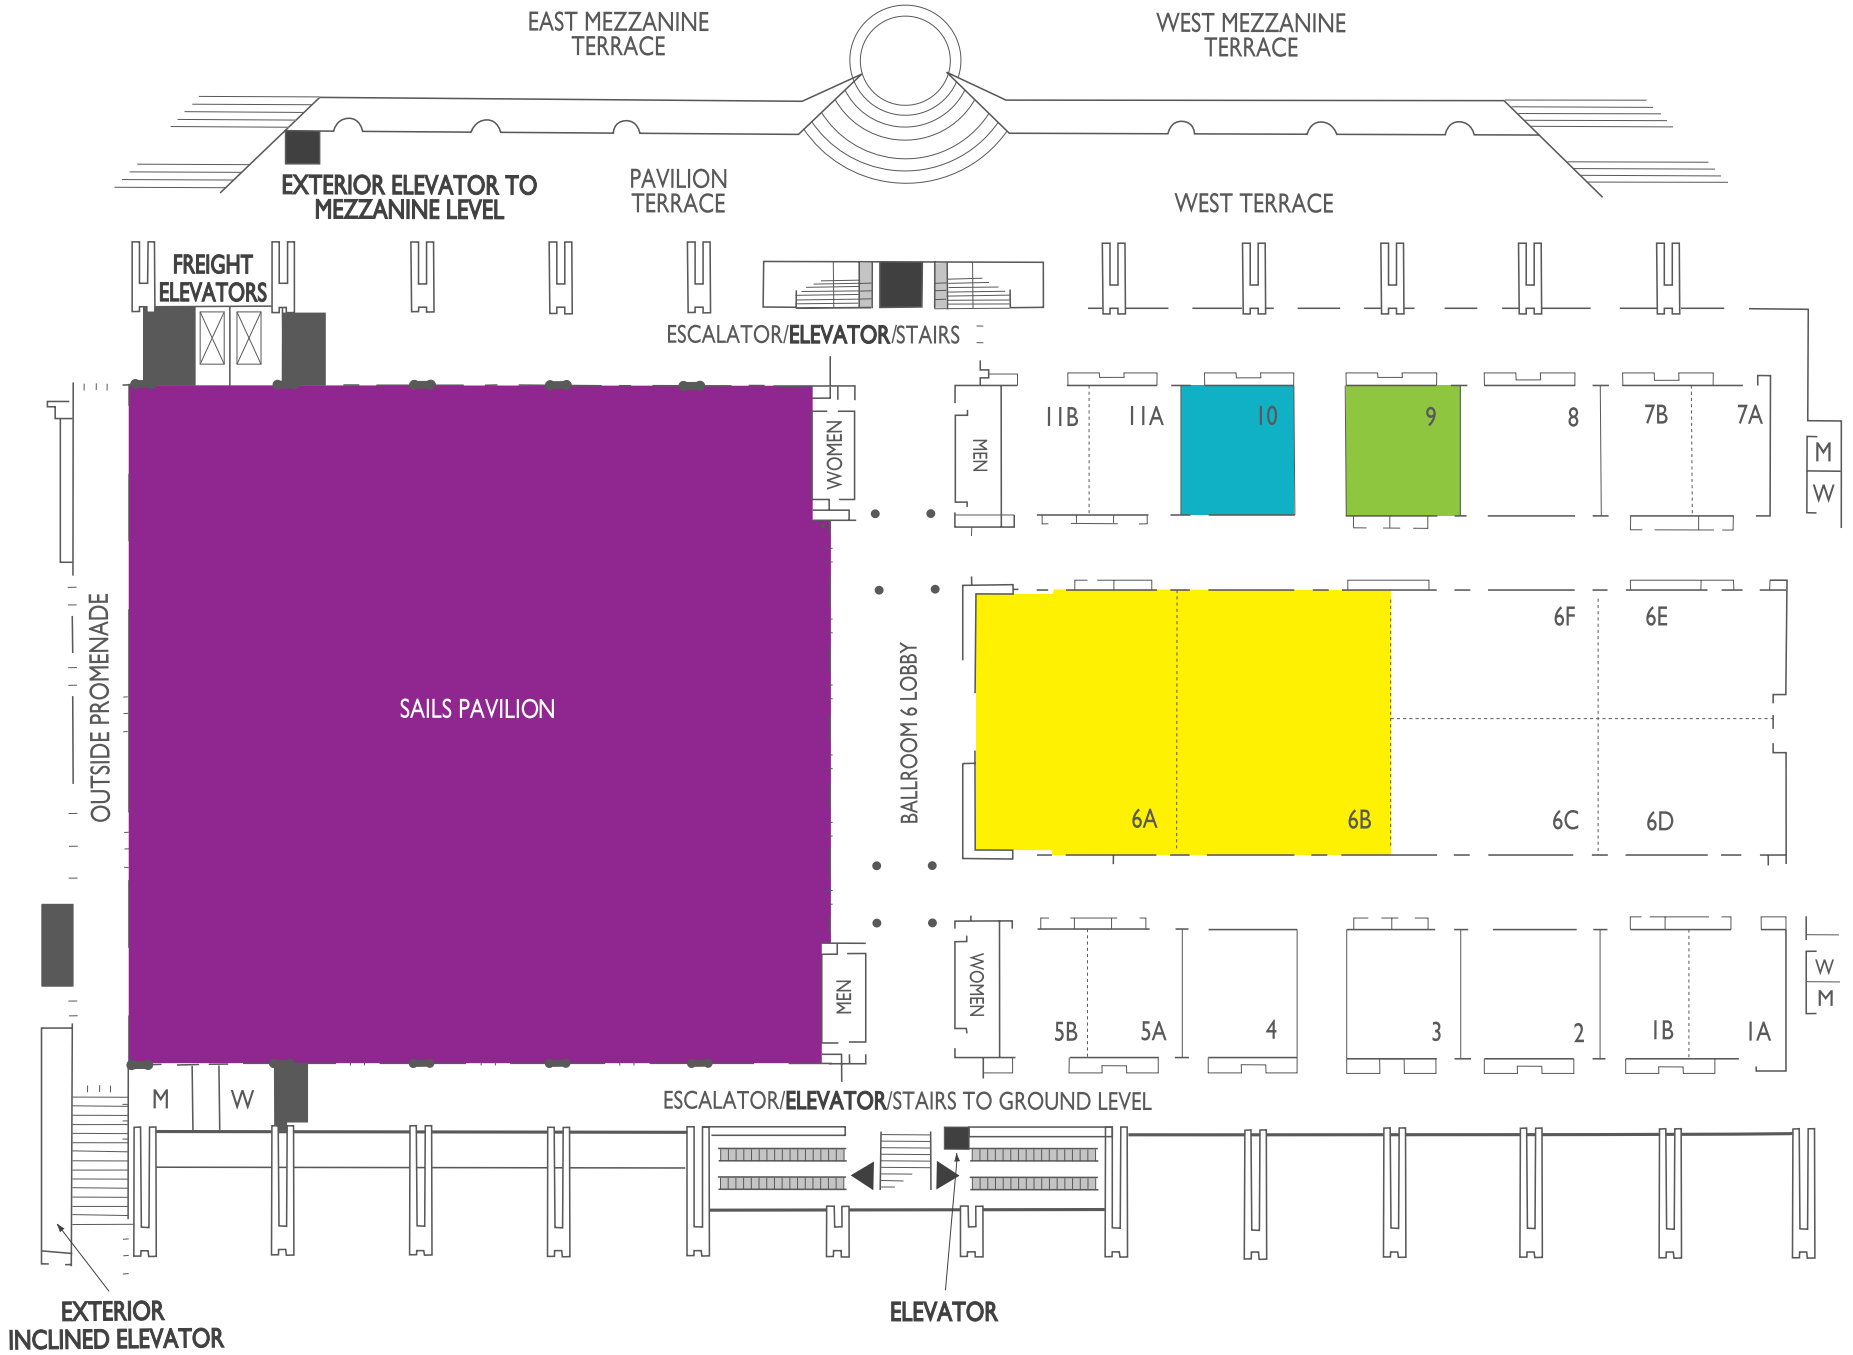 EAST MEZZANINE
TERRACE
WEST MEZZANINE
TERRACE
EXTERIOR ELEVATOR TO
MEZZANINE LEVEL
PAVILION
TERRACE
WEST TERRACE
FREIGHT
ELEVATORS
ESCALATOR/ELEVATOR/STAIRS
WOMEN
MEN
11B
11A
10
9
8
7B
7A
M
W
OUTSIDE PROMENADE
SAILS PAVILION
BALLROOM 6 LOBBY
6F
6E
6A
6B
6C
6D
MEN
WOMEN
5B
5A
4
3
2
1B
1A
W
M
M
W
ESCALATOR/ELEVATOR/STAIRS TO GROUND LEVEL
EXTERIOR
INCLINED ELEVATOR
ELEVATOR